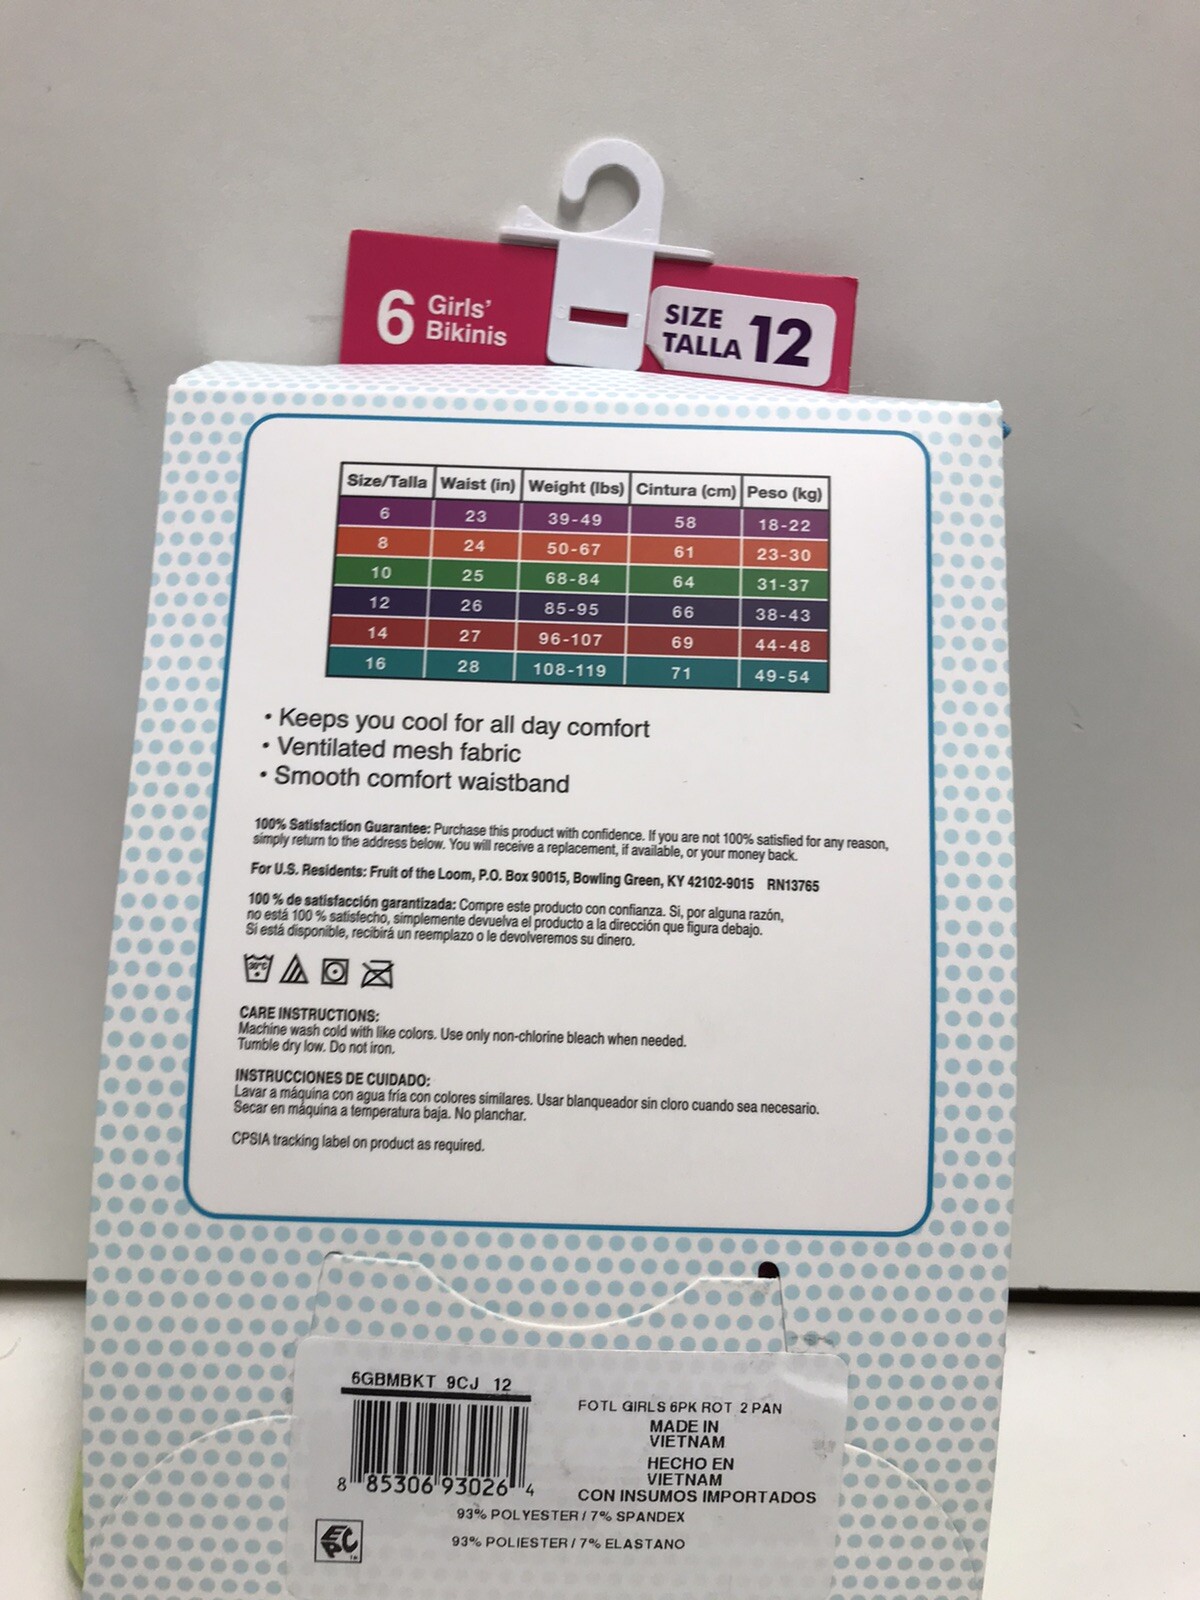 6 Girls' Bikinis
SIZE TALLA 12
Size/Talla Waist (in) Weight (lbs) Cintura (cm) Peso (kg)
6 23 39-49 58 18-22
8 24 50-67 61 23-30
10 25 68-84 64 31-37
12 26 85-95 66 38-43
14 27 96-107 69 44-48
16 28 108-119 71 49-54
• Keeps you cool for all day comfort
• Ventilated mesh fabric
• Smooth comfort waistband
100% Satisfaction Guarantee: Purchase this product with confidence. If you are not 100% satisfied for any reason,
simply return to the address below. You will receive a replacement, if available, or your money back.
For U.S. Residents: Fruit of the Loom, P.O. Box 90015, Bowling Green, KY 42102-9015 RN13765
100 % de satisfacción garantizada: Compre este producto con confianza. Si, por alguna razón,
no está 100 % satisfecho, simplemente devuelva el producto a la dirección que figura debajo.
Si está disponible, recibirá un reemplazo o le devolveremos su dinero.
30°C
CARE INSTRUCTIONS:
Machine wash cold with like colors. Use only non-chlorine bleach when needed.
Tumble dry low. Do not iron.
INSTRUCCIONES DE CUIDADO:
Lavar a máquina con agua fría con colores similares. Usar blanqueador sin cloro cuando sea necesario.
Secar en máquina a temperatura baja. No planchar.
CPSIA tracking label on product as required.
6GBMBKT 9CJ 12
8 85306 93026 4
FOTL GIRLS 6PK ROT 2 PAN
MADE IN
VIETNAM
HECHO EN
VIETNAM
CON INSUMOS IMPORTADOS
93% POLYESTER / 7% SPANDEX
93% POLIESTER / 7% ELASTANO
EPC